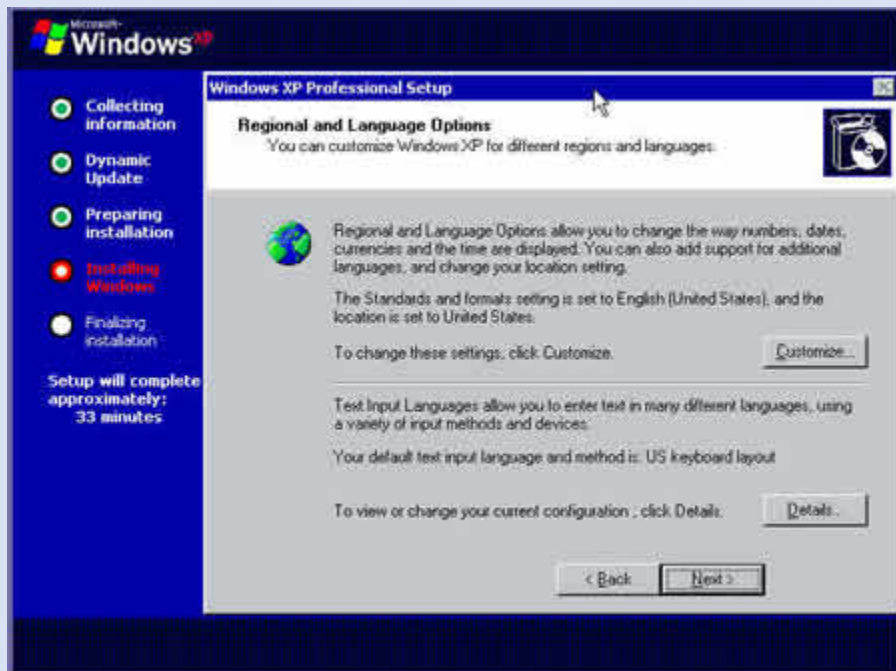 Microsoft
Windows xp
Collecting
information
Dynamic
Update
Preparing
installation
Installing
Windows
Finalizing
installation
Setup will complete
approximately:
33 minutes
Windows XP Professional Setup
Regional and Language Options
You can customize Windows XP for different regions and languages.
Regional and Language Options allow you to change the way numbers, dates,
currencies and the time are displayed. You can also add support for additional
languages, and change your location setting.
The Standards and formats setting is set to English (United States), and the
location is set to United States.
To change these settings, click Customize.
Customize...
Text Input Languages allow you to enter text in many different languages, using
a variety of input methods and devices.
Your default text input language and method is: US keyboard layout
To view or change your current configuration , click Details.
Details...
< Back
Next >